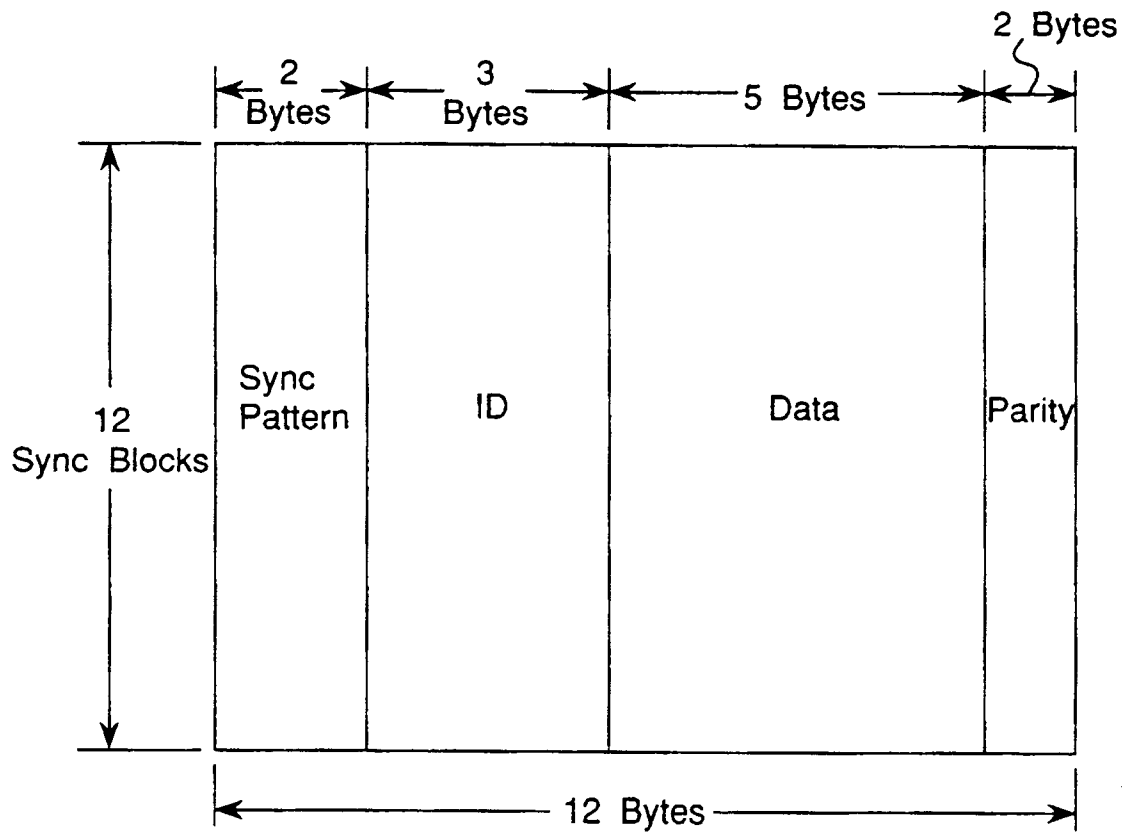 2 Bytes
2
Bytes
3
Bytes
5 Bytes
Sync
Pattern
ID
Data
Parity
12
Sync Blocks
12 Bytes